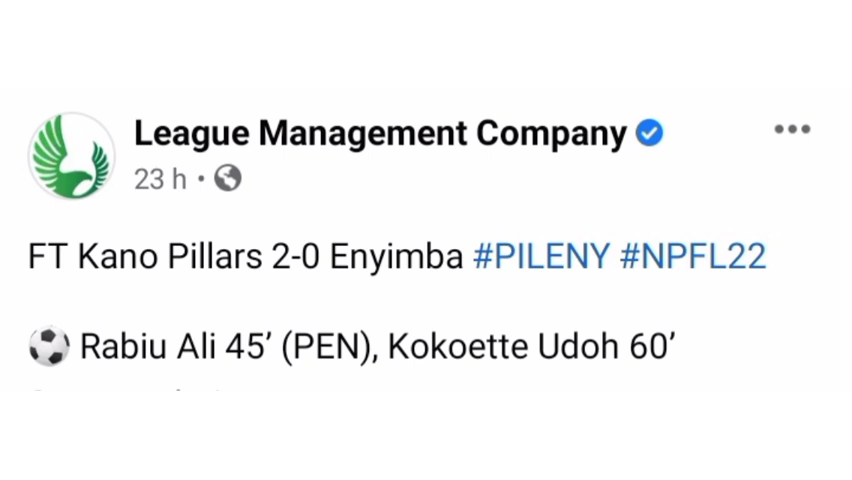 League Management Company
23 h •
FT Kano Pillars 2-0 Enyimba #PILENY #NPFL22
⚽ Rabiu Ali 45’ (PEN), Kokoette Udoh 60’